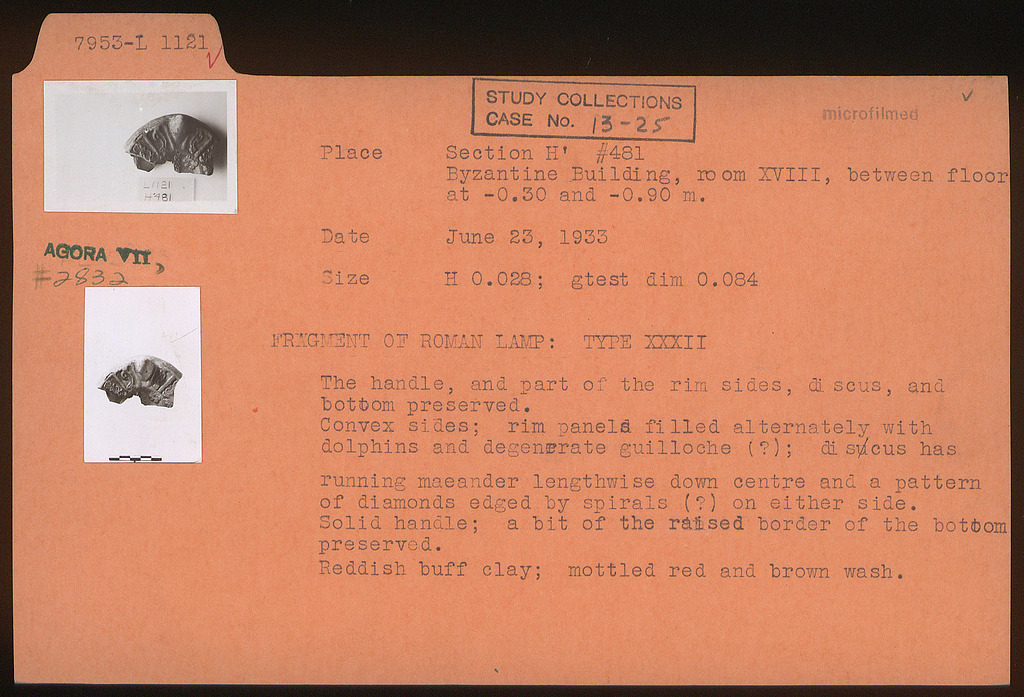 7953-L 1121
STUDY COLLECTIONS
CASE No. 13-25
microfilmed
L 1121
H'481
AGORA VII,
#2832
Place Section H' #481
Byzantine Building, room XVIII, between floor
at -0.30 and -0.90 m.
Date June 23, 1933
Size H 0.028; gtest dim 0.084
FRAGMENT OF ROMAN LAMP: TYPE XXXII
The handle, and part of the rim sides, discus, and
bottom preserved.
Convex sides; rim panels filled alternately with
dolphins and degenerate guilloche (?); discus has
running maeander lengthwise down centre and a pattern
of diamonds edged by spirals (?) on either side.
Solid handle; a bit of the raised border of the bottom
preserved.
Reddish buff clay; mottled red and brown wash.